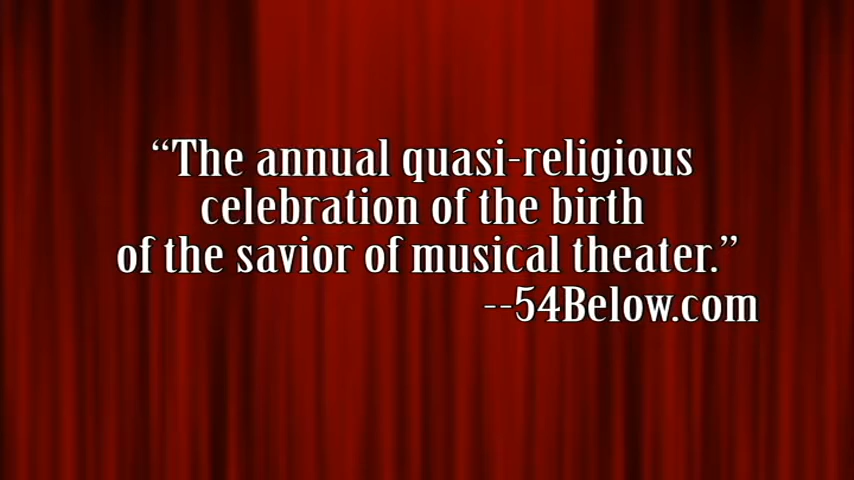 “The annual quasi-religious
celebration of the birth
of the savior of musical theater.”
--54Below.com